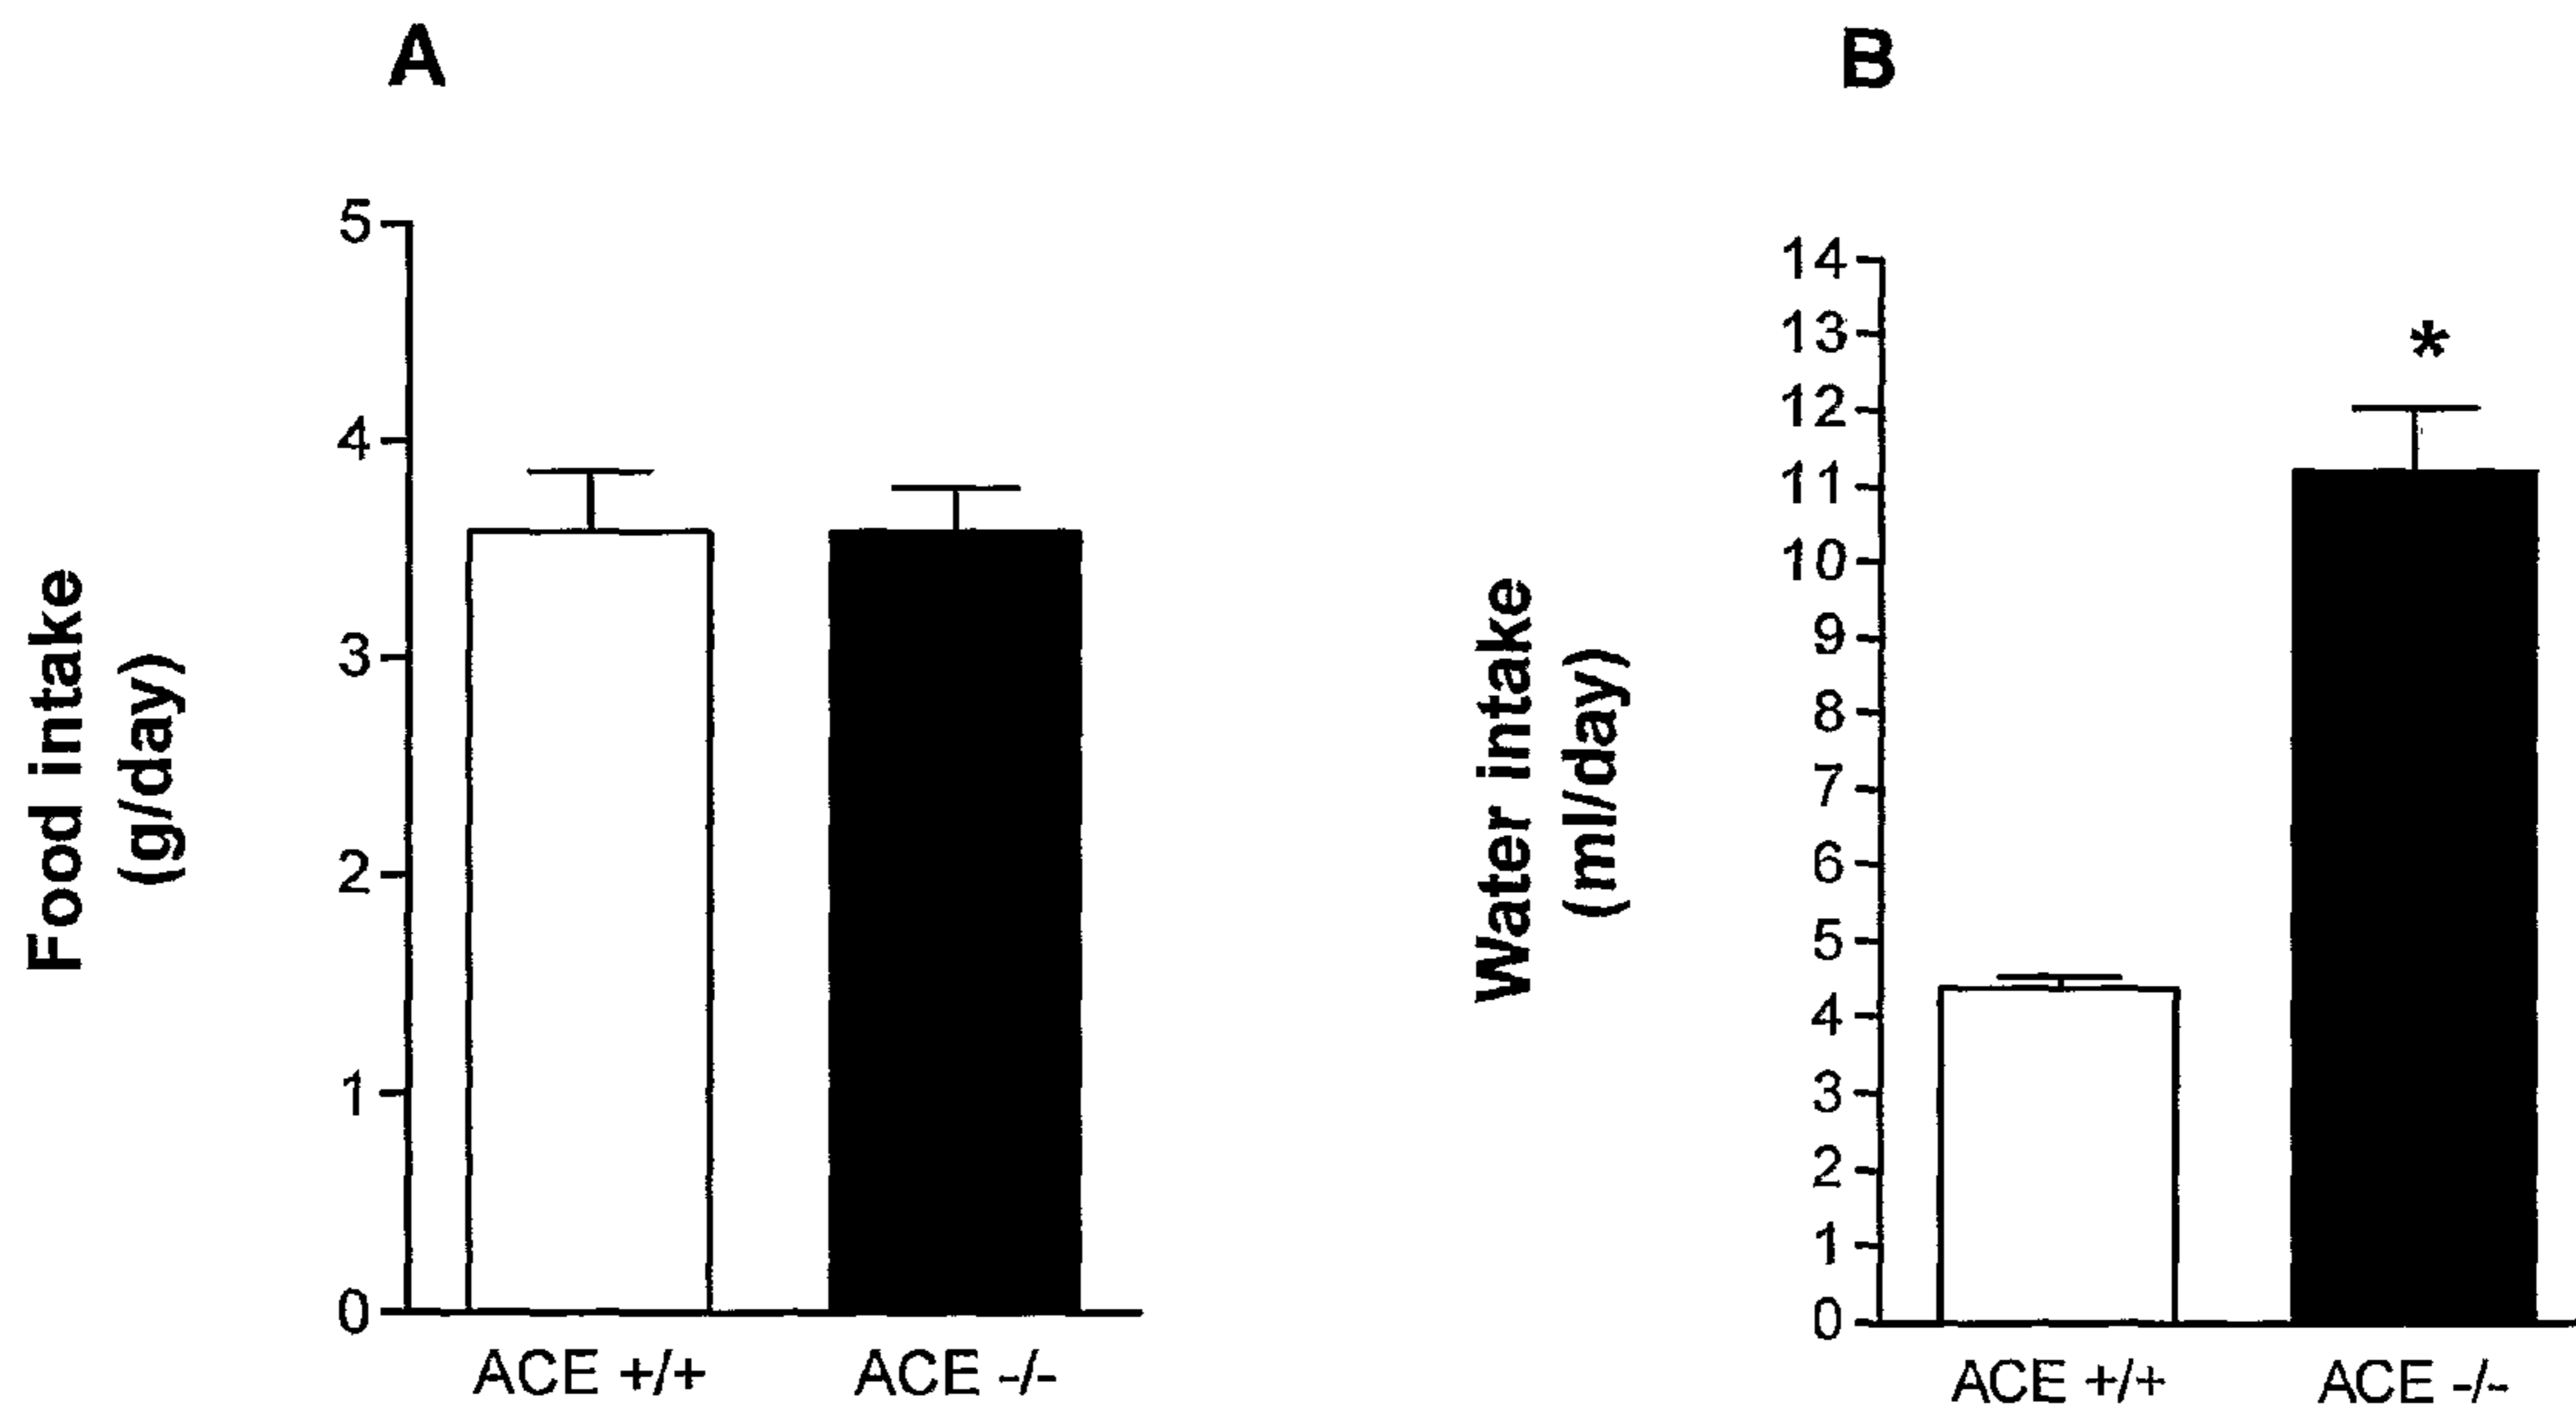 A
Food intake
(g/day)
5
4
3
2
1
0
ACE +/+
ACE -/-
B
Water intake
(ml/day)
14
13
12
11
10
9
8
7
6
5
4
3
2
1
0
*
ACE +/+
ACE -/-